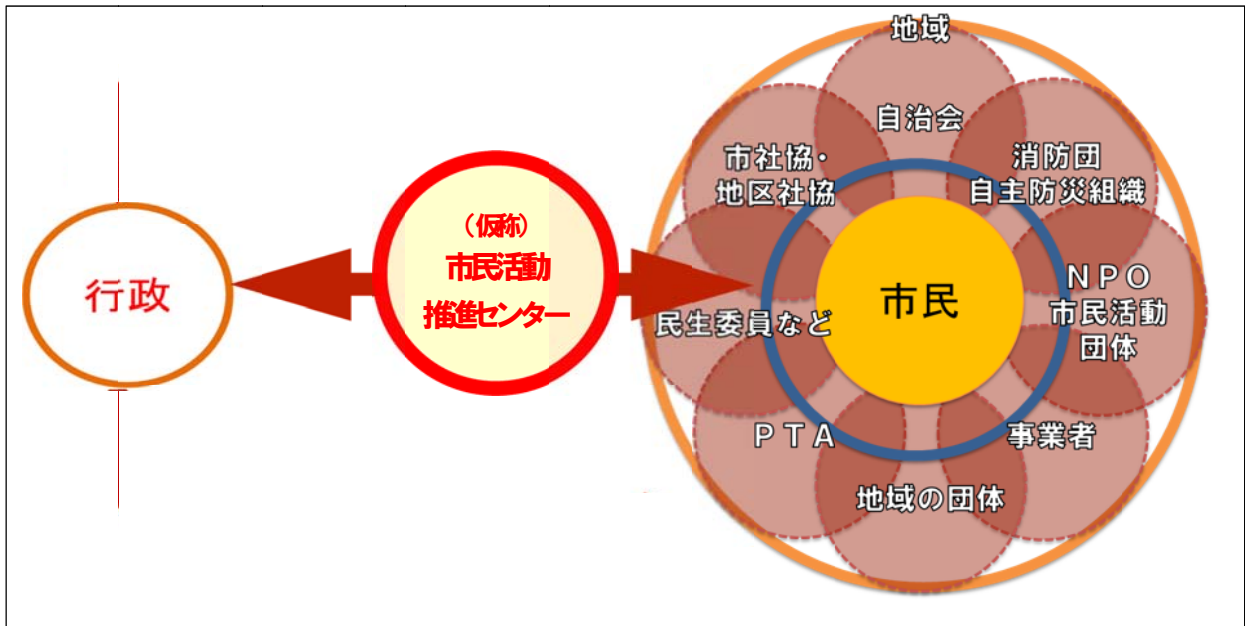 行政
(仮称)
市民活動
推進センター
地域
自治会
市社協・
地区社協
消防団
自主防災組織
民生委員など
市民
ＮＰＯ
市民活動
団体
ＰＴＡ
事業者
地域の団体